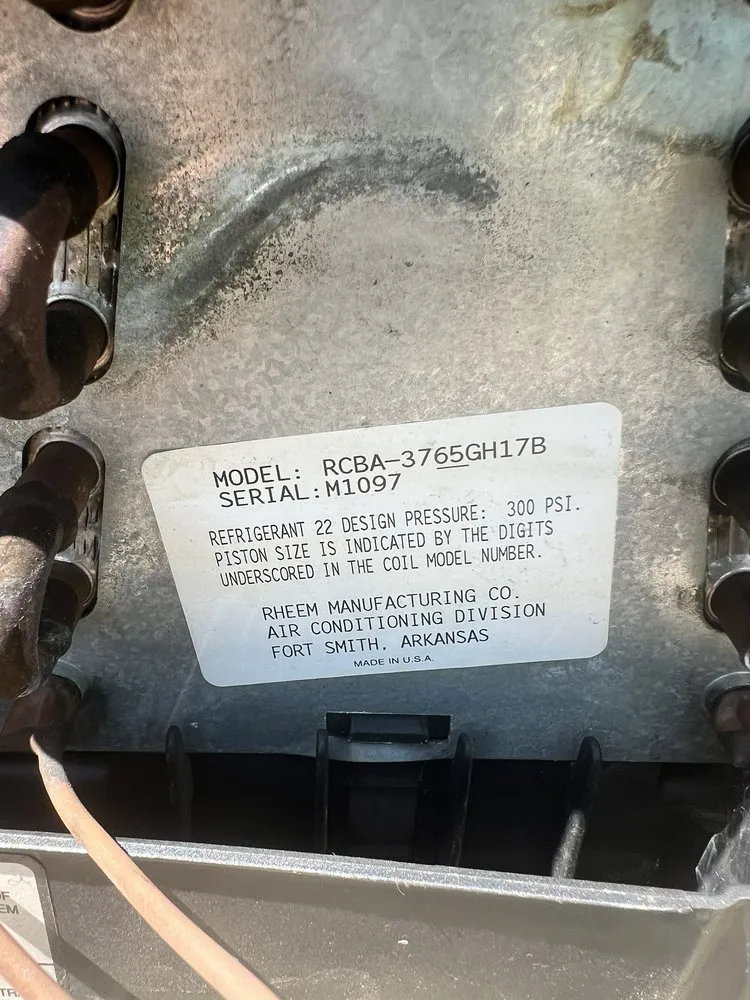 MODEL: RCBA-3765GH17B
SERIAL:M1097
REFRIGERANT 22 DESIGN PRESSURE: 300 PSI.
PISTON SIZE IS INDICATED BY THE DIGITS
UNDERSCORED IN THE COIL MODEL NUMBER.
RHEEM MANUFACTURING CO.
AIR CONDITIONING DIVISION
FORT SMITH, ARKANSAS
MADE IN U.S.A.